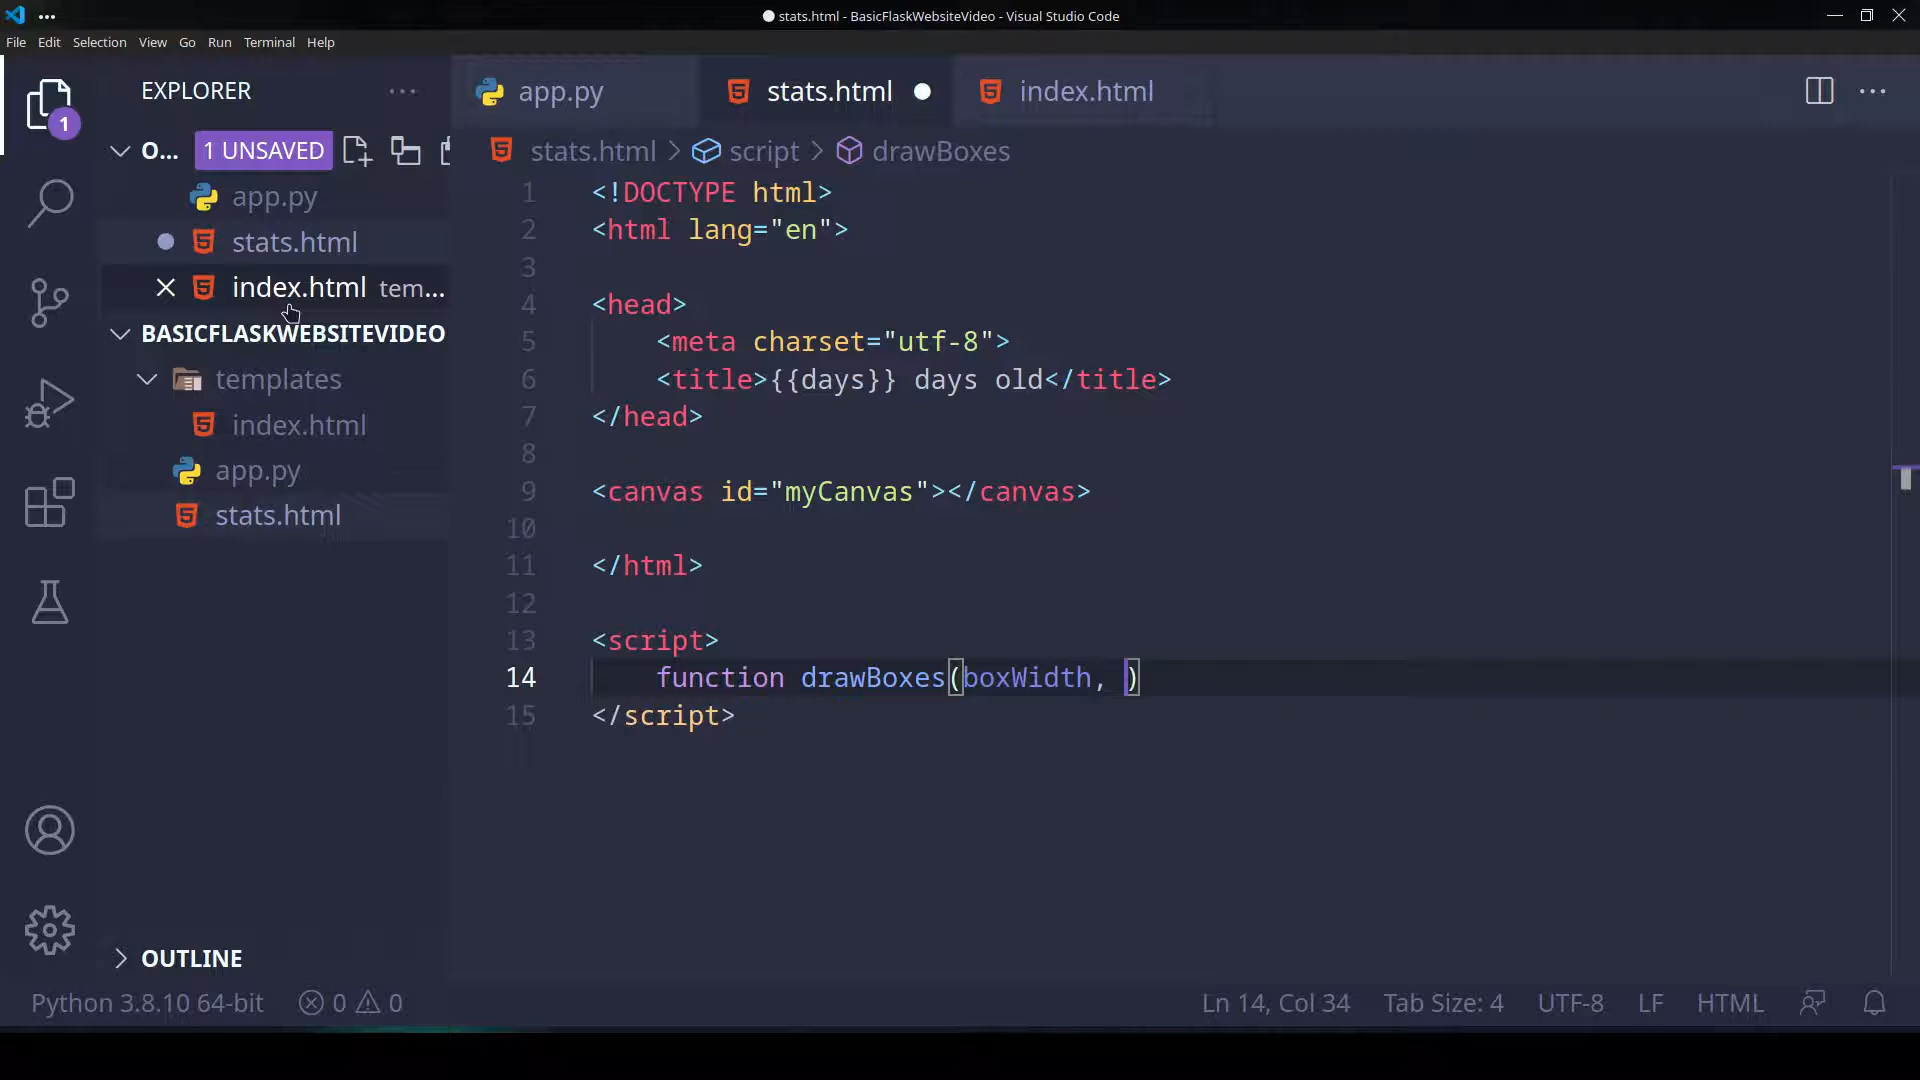 stats.html - BasicFlaskWebsiteVideo - Visual Studio Code
File Edit Selection View Go Run Terminal Help
EXPLORER
1
O... 1 UNSAVED
app.py
stats.html
index.html tem...
BASICFLASKWEBSITEVIDEO
templates
index.html
app.py
stats.html
OUTLINE
app.py stats.html index.html
stats.html > script > drawBoxes
1 <!DOCTYPE html>
2 <html lang="en">
3
4 <head>
5 <meta charset="utf-8">
6 <title>{{days}} days old</title>
7 </head>
8
9 <canvas id="myCanvas"></canvas>
10
11 </html>
12
13 <script>
14 function drawBoxes(boxWidth, )
15 </script>
Python 3.8.10 64-bit 0 0 Ln 14, Col 34 Tab Size: 4 UTF-8 LF HTML